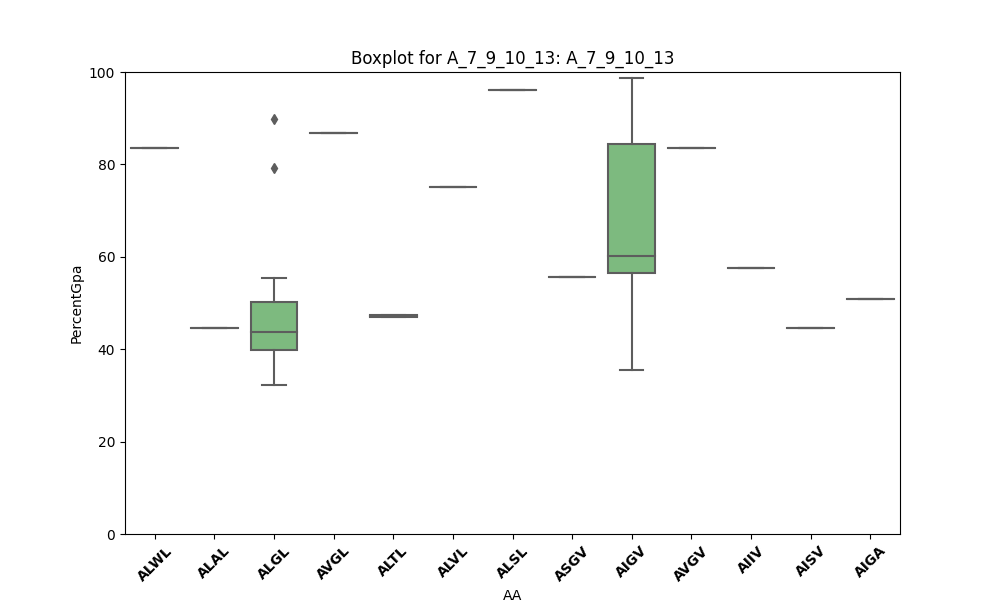 Boxplot for A_7_9_10_13: A_7_9_10_13
100
80
60
40
20
0
PercentGpa
ALWL ALAL ALGL AVGL ALTL ALVL ALSL ASGV AIGV AVGV AIIV AISV AIGA
AA